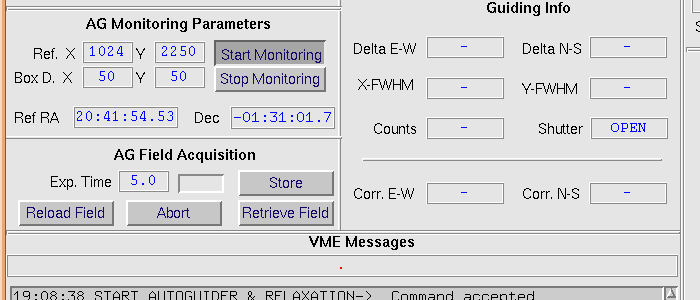 AG Monitoring Parameters
Ref. X 1024 Y 2250 Start Monitoring
Box D. X 50 Y 50 Stop Monitoring
Ref RA 20:41:54.53 Dec -01:31:01.7
AG Field Acquisition
Exp. Time 5.0 Store
Reload Field Abort Retrieve Field
Guiding Info
Delta E-W - Delta N-S -
X-FWHM - Y-FWHM -
Counts - Shutter OPEN
Corr. E-W - Corr. N-S -
VME Messages
.
19:08:38 START AUTOGUIDER & RELAXATION-> Command accepted